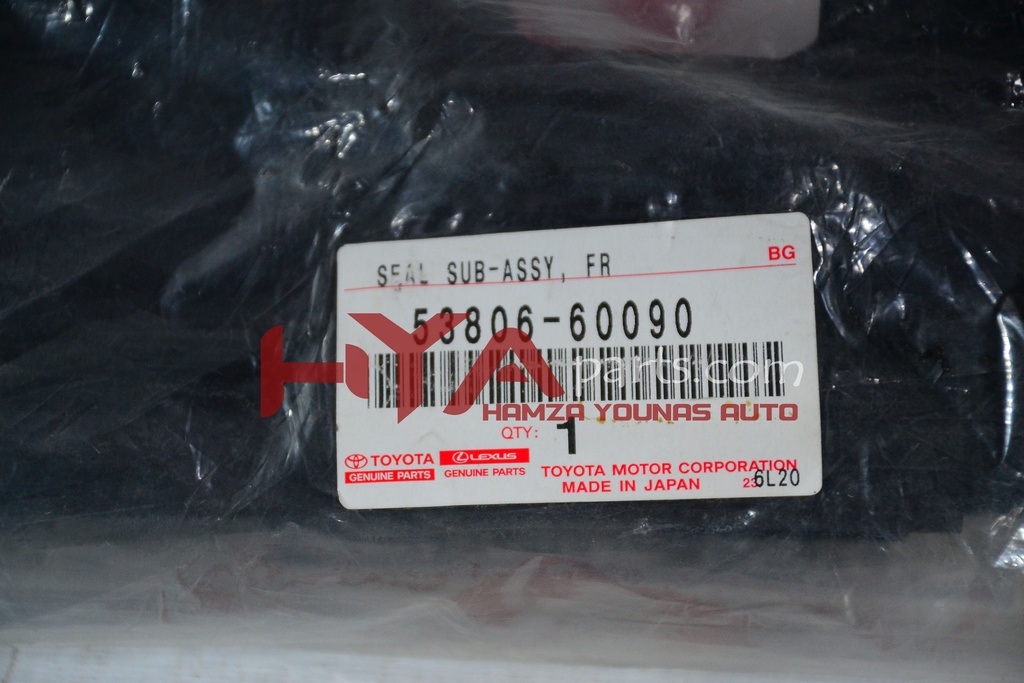 SEAL SUB-ASSY, FR BG
53806-60090
HYAparts.com
HAMZA YOUNAS AUTO
QTY: 1
TOYOTA LEXUS
GENUINE PARTS GENUINE PARTS
TOYOTA MOTOR CORPORATION
MADE IN JAPAN 23 6L20